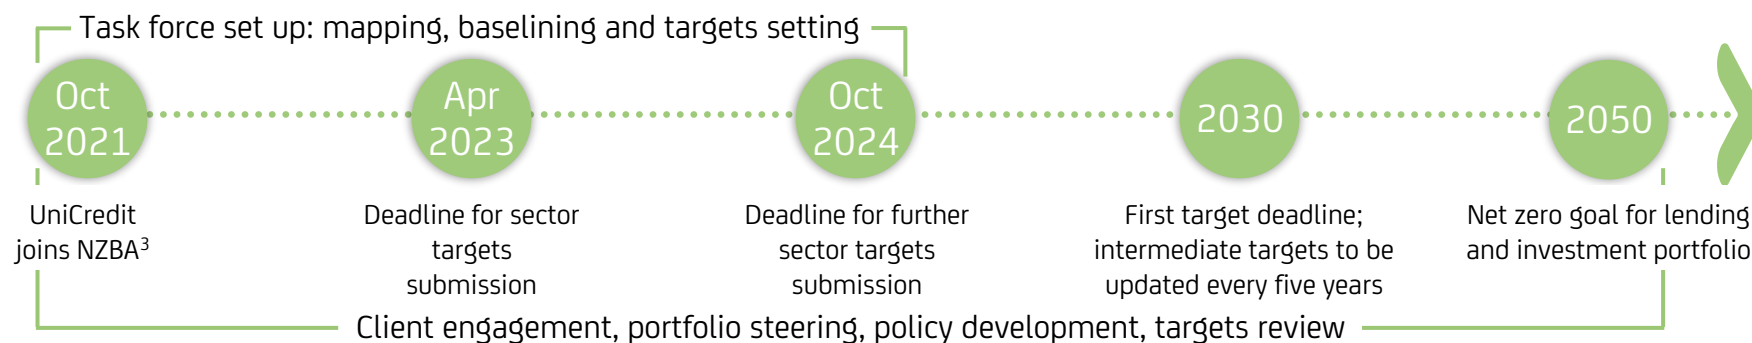 Task force set up: mapping, baselining and targets setting
Oct
2021
Apr
2023
Oct
2024
2030
2050
UniCredit
joins NZBA³
Deadline for sector
targets
submission
Deadline for further
sector targets
submission
First target deadline;
intermediate targets to be
updated every five years
Net zero goal for lending
and investment portfolio
Client engagement, portfolio steering, policy development, targets review